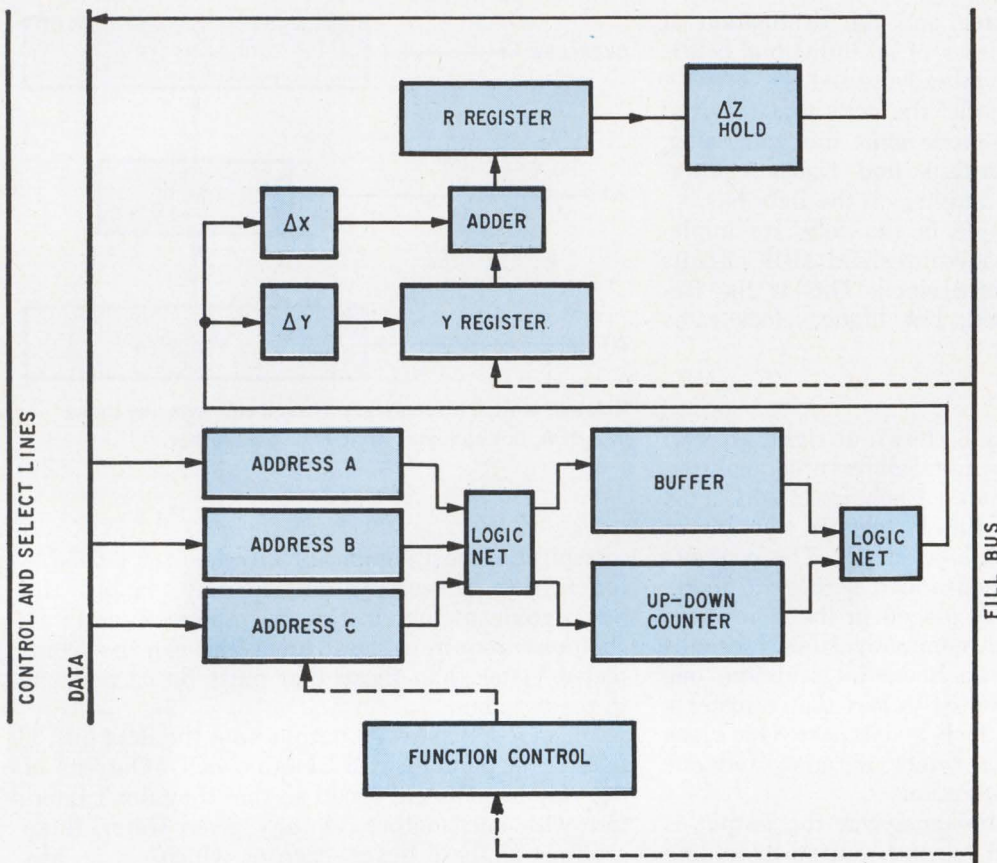 R REGISTER
ΔZ
HOLD
ΔX
ADDER
ΔY
Y REGISTER
ADDRESS A
BUFFER
LOGIC
NET
ADDRESS B
LOGIC
NET
ADDRESS C
UP-DOWN
COUNTER
FUNCTION CONTROL
CONTROL AND SELECT LINES
DATA
FILL BUS